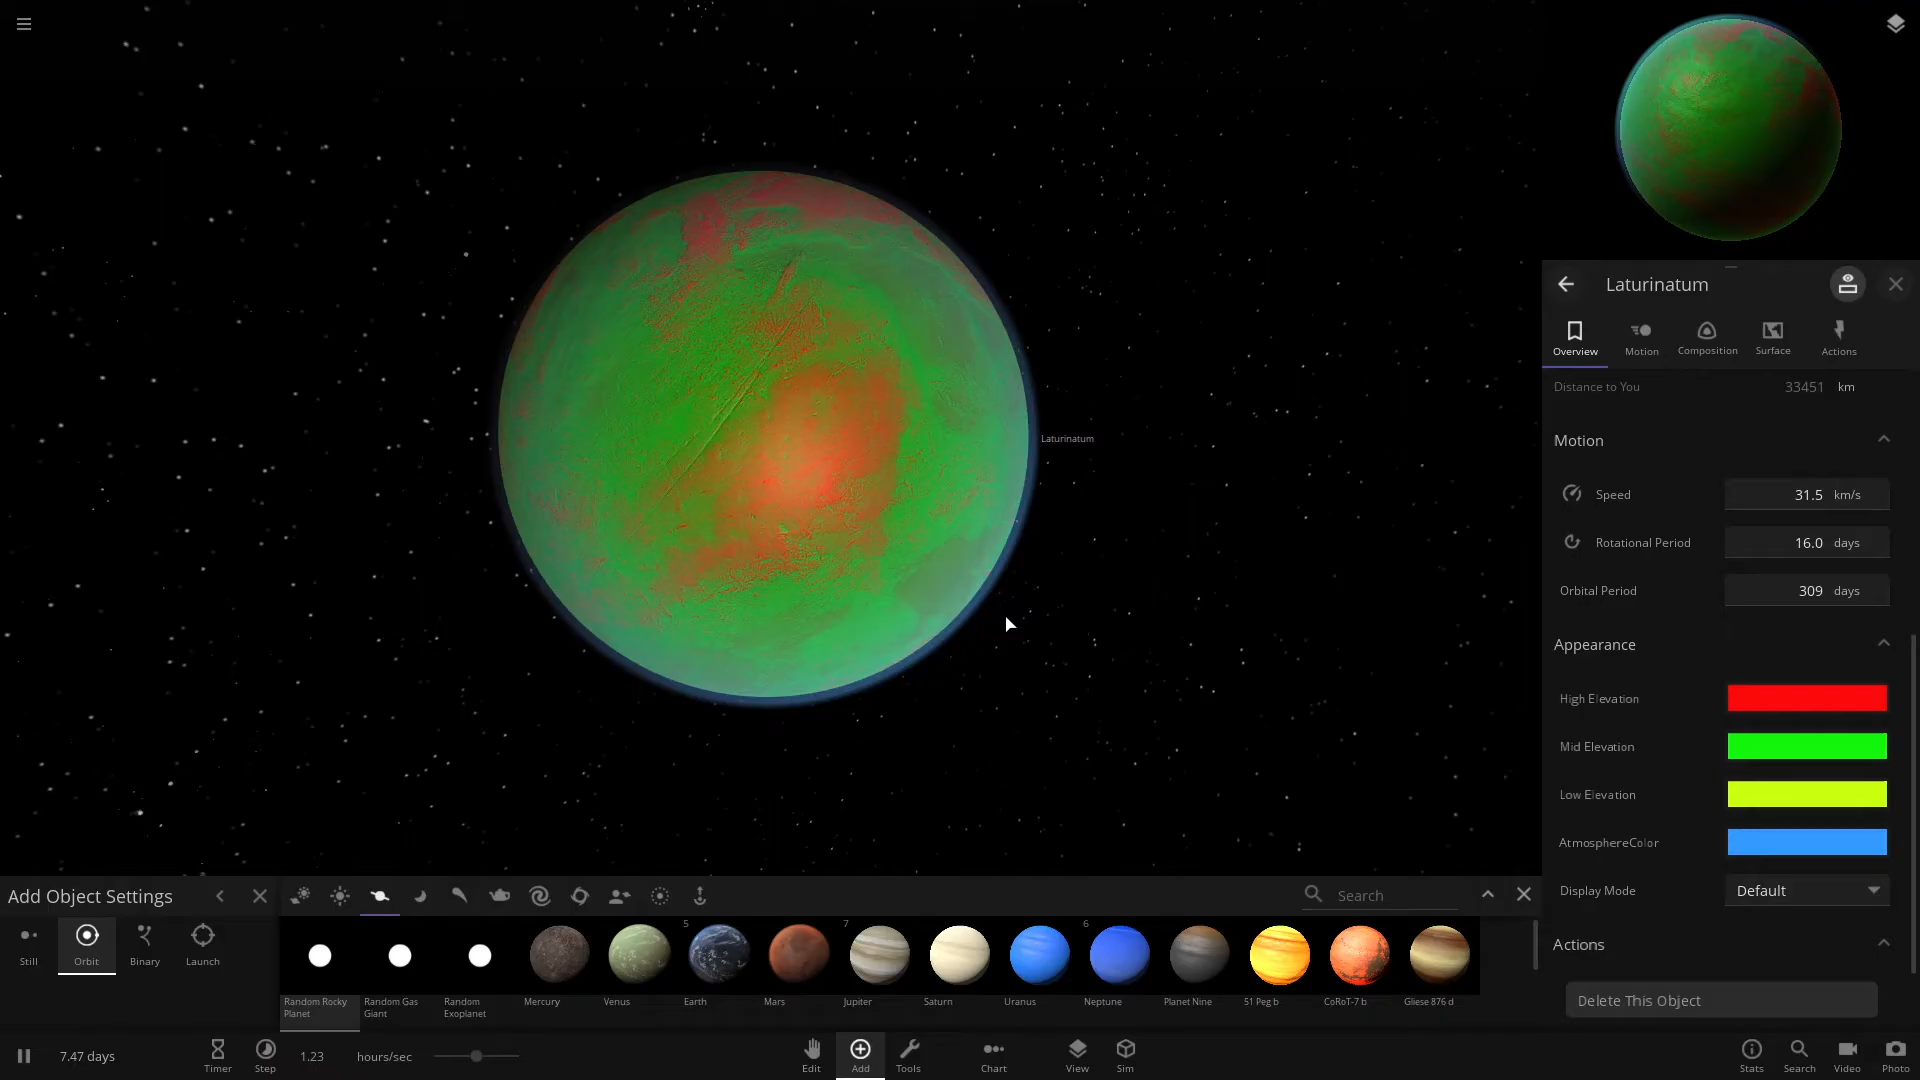 Laturinatum
Laturinatum
Overview
Motion
Composition
Surface
Actions
Distance to You 33451 km
Motion
Speed 31.5 km/s
Rotational Period 16.0 days
Orbital Period 309 days
Appearance
High Elevation
Mid Elevation
Low Elevation
AtmosphereColor
Display Mode Default
Actions
Delete This Object
Add Object Settings
Search
Still
Orbit
Binary
Launch
5
7
6
Random Rocky
Planet
Random Gas
Giant
Random
Exoplanet
Mercury
Venus
Earth
Mars
Jupiter
Saturn
Uranus
Neptune
Planet Nine
51 Peg b
CoRoT-7 b
Gliese 876 d
7.47 days
Timer
Step
1.23 hours/sec
Edit
Add
Tools
Chart
View
Sim
Stats
Search
Video
Photo